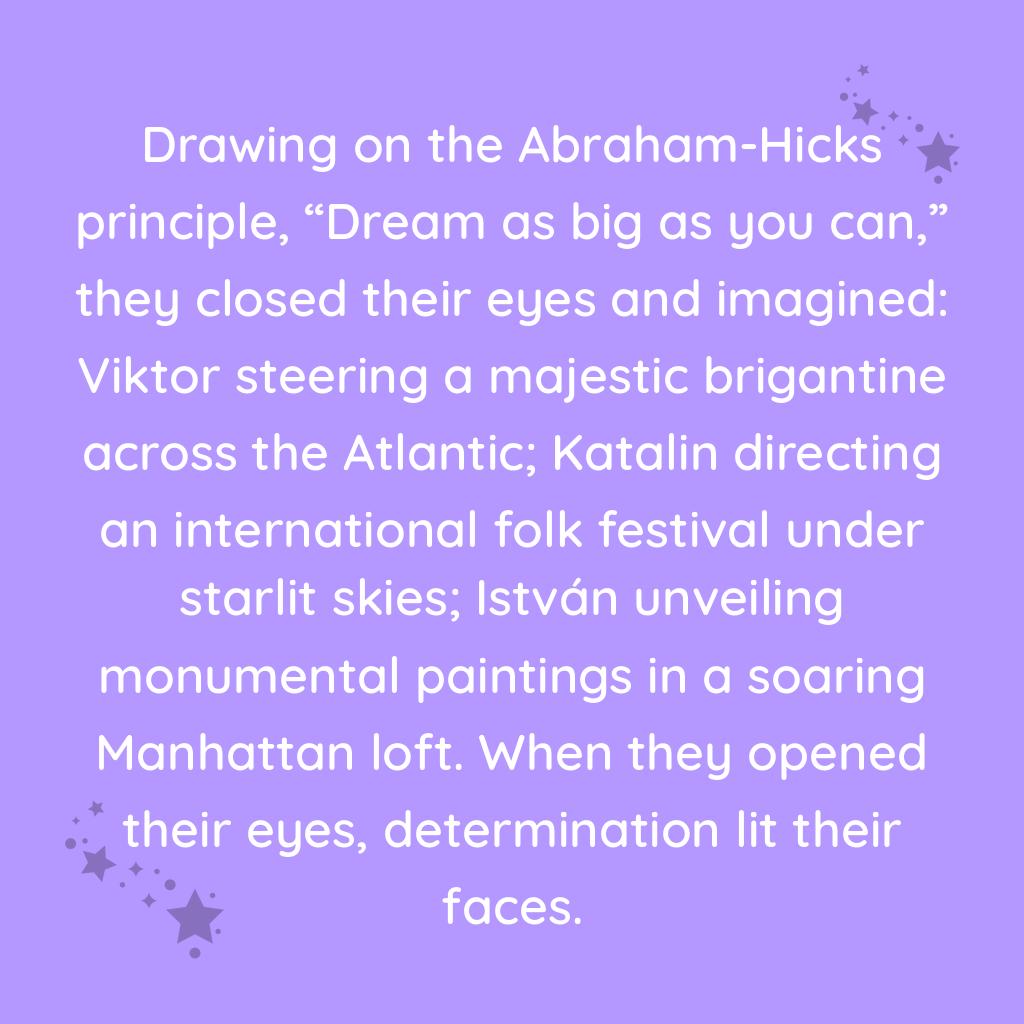 Drawing on the Abraham-Hicks
principle, “Dream as big as you can,”
they closed their eyes and imagined:
Viktor steering a majestic brigantine
across the Atlantic; Katalin directing
an international folk festival under
starlit skies; István unveiling
monumental paintings in a soaring
Manhattan loft. When they opened
their eyes, determination lit their
faces.